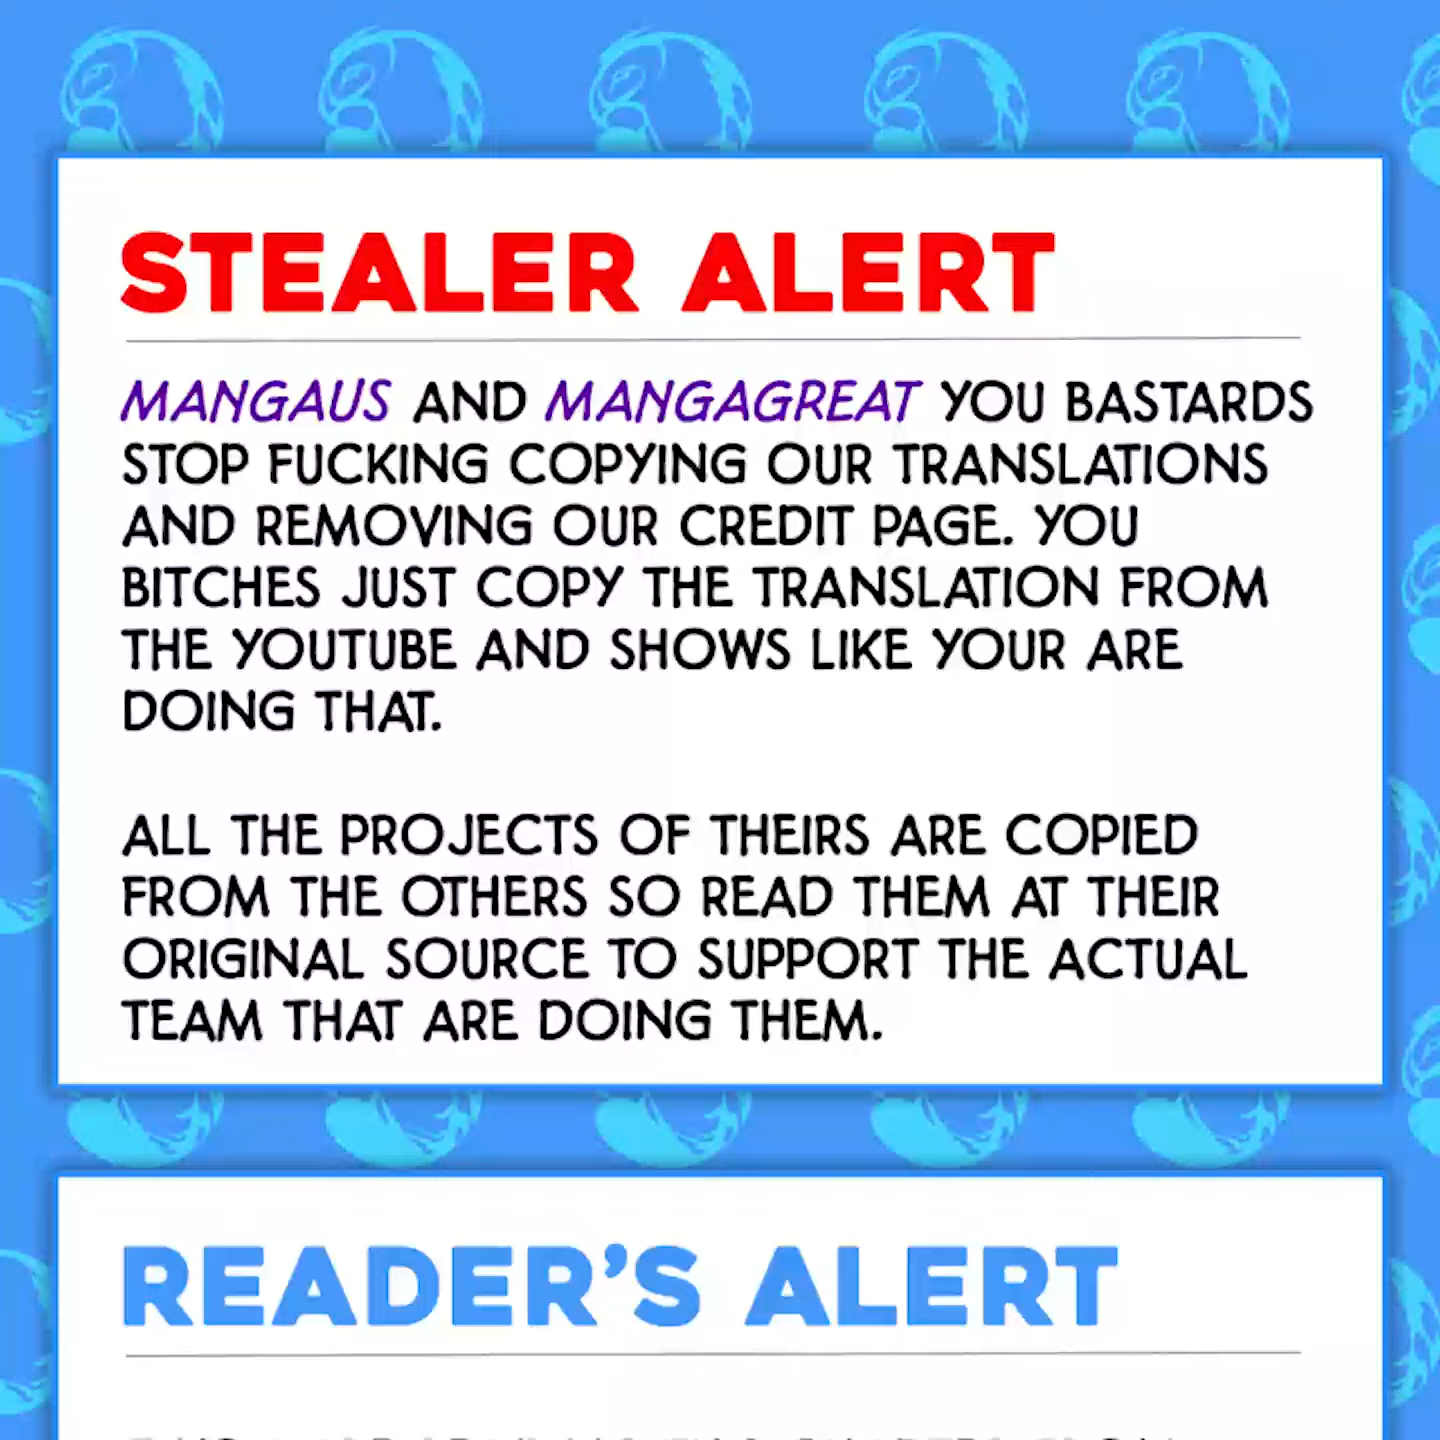 STEALER ALERT
MANGAUS AND MANGAGREAT YOU BASTARDS
STOP FUCKING COPYING OUR TRANSLATIONS
AND REMOVING OUR CREDIT PAGE. YOU
BITCHES JUST COPY THE TRANSLATION FROM
THE YOUTUBE AND SHOWS LIKE YOUR ARE
DOING THAT.
ALL THE PROJECTS OF THEIRS ARE COPIED
FROM THE OTHERS SO READ THEM AT THEIR
ORIGINAL SOURCE TO SUPPORT THE ACTUAL
TEAM THAT ARE DOING THEM.
READER'S ALERT